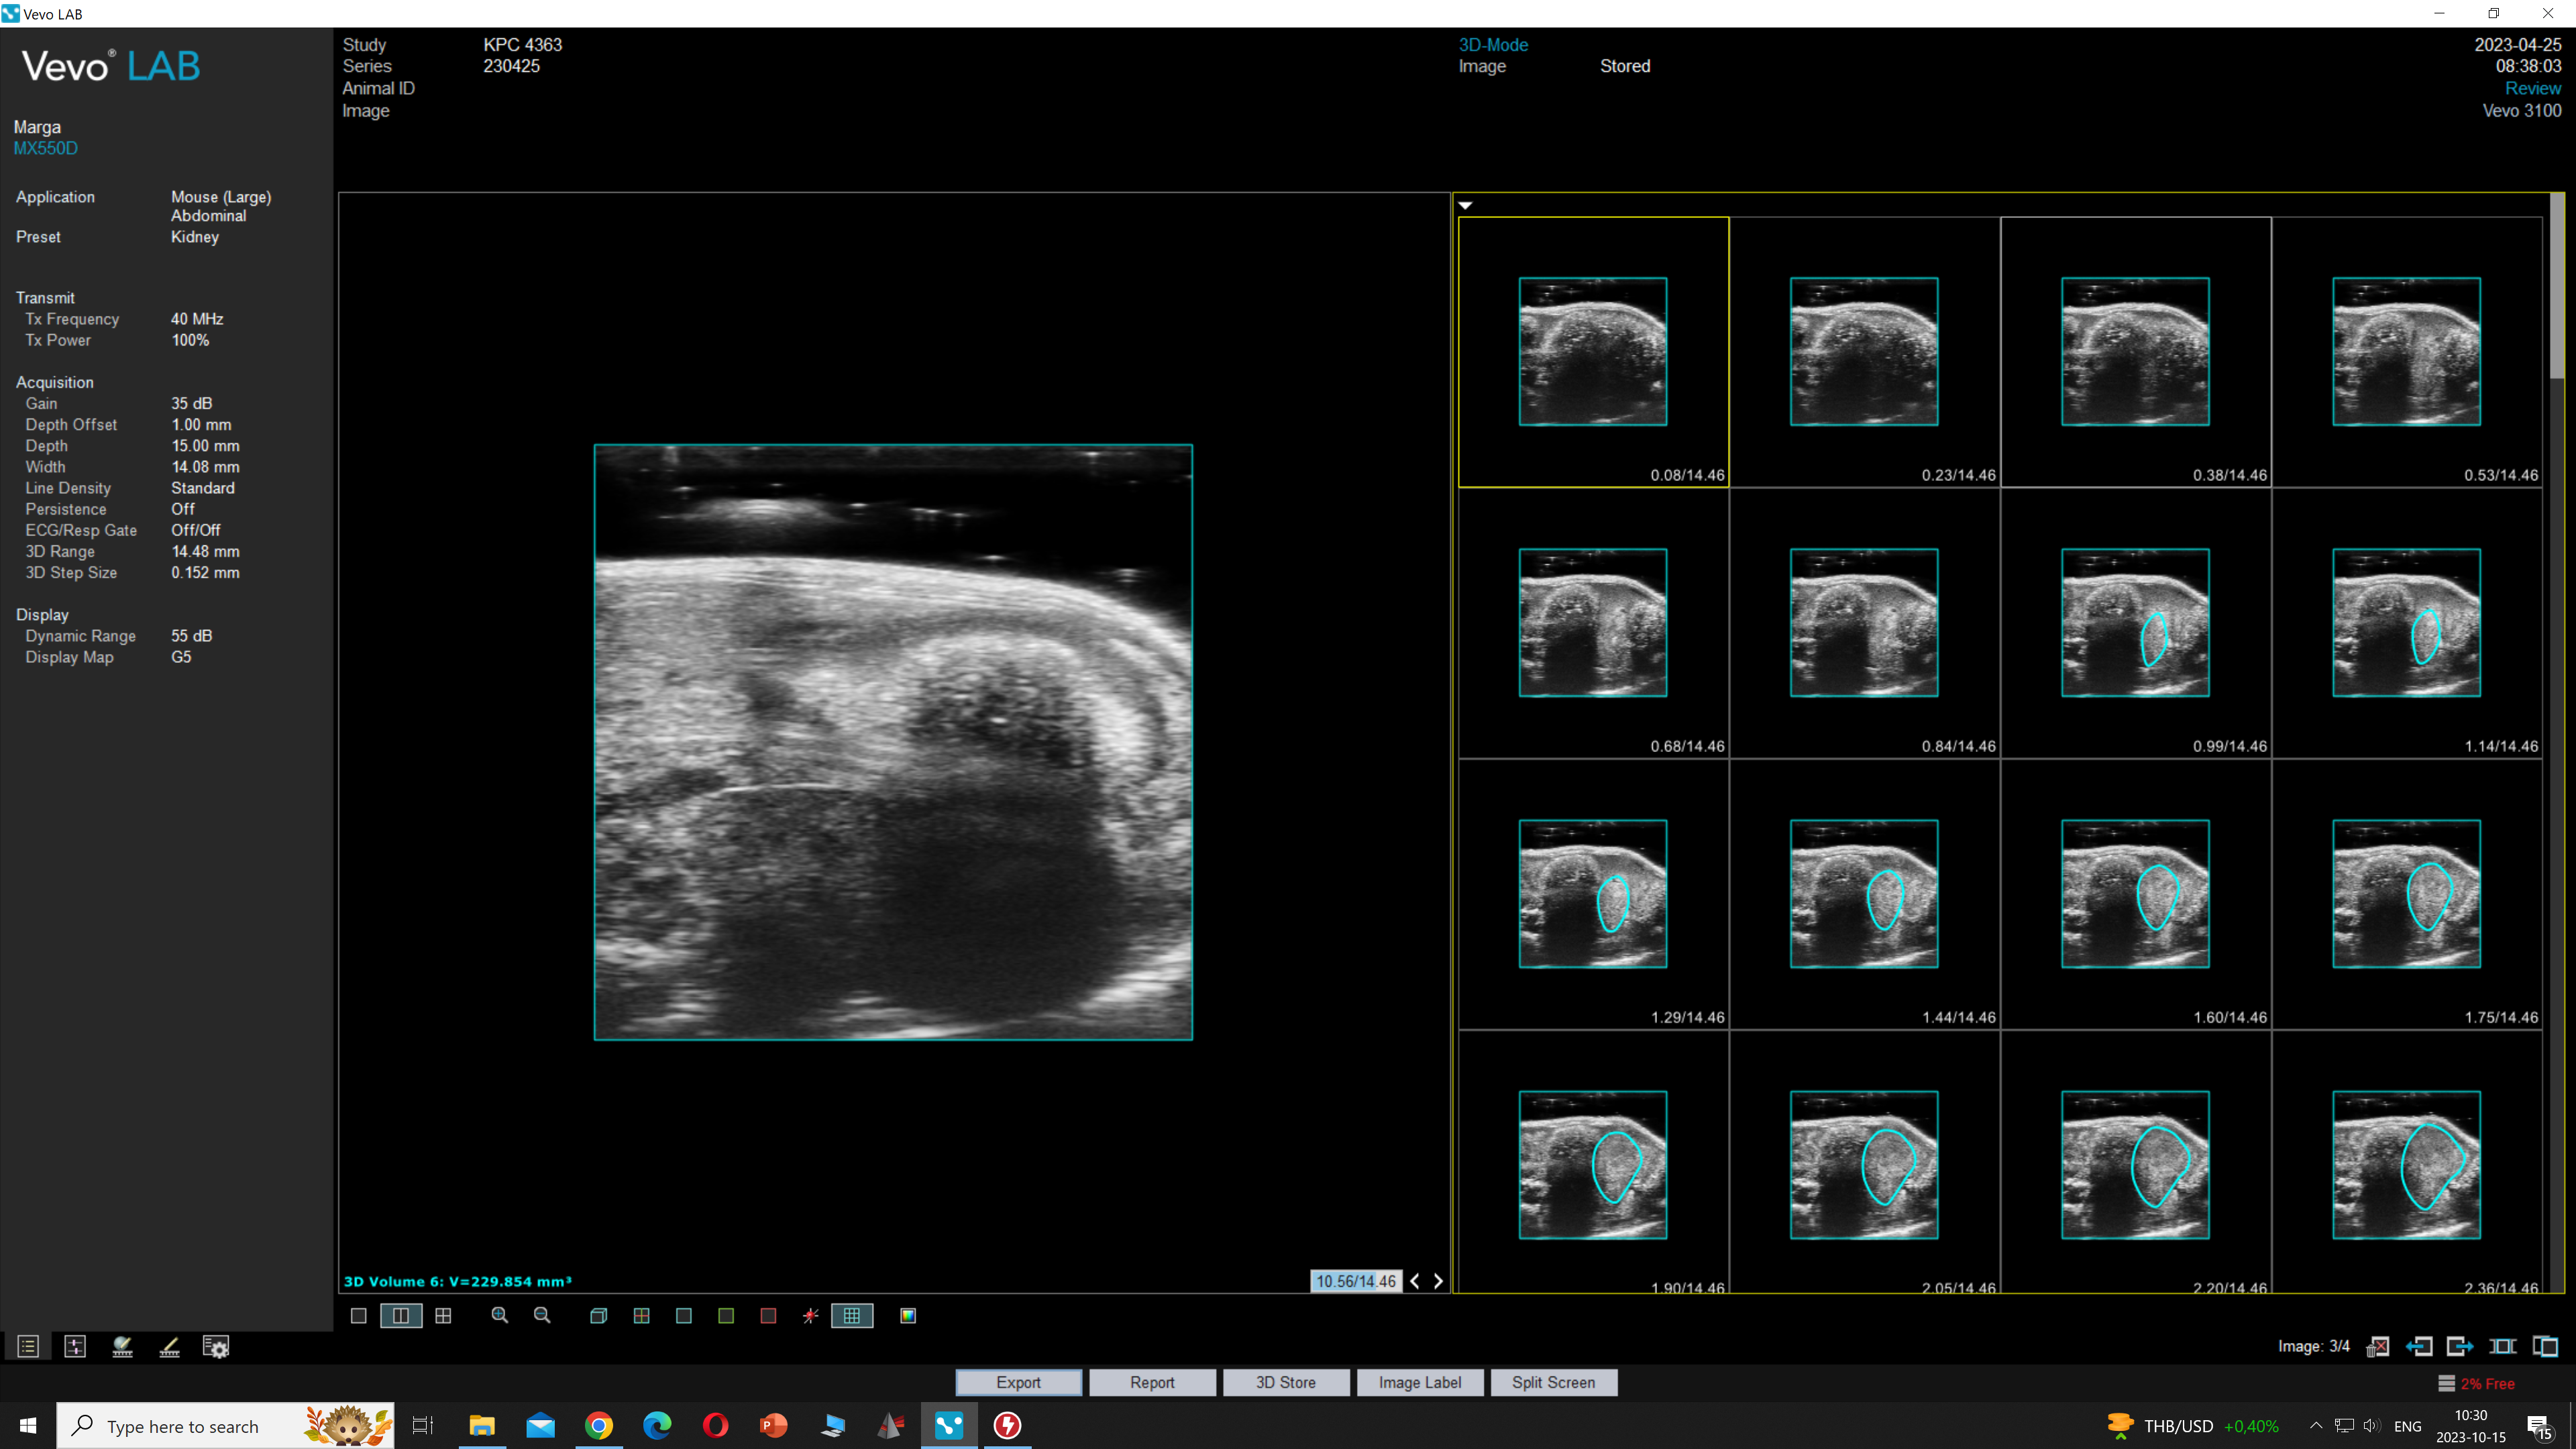 Vevo LAB
Vevo® LAB
Study KPC 4363
Series 230425
Animal ID
Image
3D-Mode
Image Stored
2023-04-25
08:38:03
Review
Vevo 3100
Marga
MX550D
Application Mouse (Large)
Abdominal
Preset Kidney
Transmit
Tx Frequency 40 MHz
Tx Power 100%
Acquisition
Gain 35 dB
Depth Offset 1.00 mm
Depth 15.00 mm
Width 14.08 mm
Line Density Standard
Persistence Off
ECG/Resp Gate Off/Off
3D Range 14.48 mm
3D Step Size 0.152 mm
Display
Dynamic Range 55 dB
Display Map G5
0.08/14.46 0.23/14.46 0.38/14.46 0.53/14.46
0.68/14.46 0.84/14.46 0.99/14.46 1.14/14.46
1.29/14.46 1.44/14.46 1.60/14.46 1.75/14.46
1.90/14.46 2.05/14.46 2.20/14.46 2.36/14.46
3D Volume 6: V=229.854 mm³
10.56/14.46
Image: 3/4
Export Report 3D Store Image Label Split Screen
2% Free
Type here to search
P
THB/USD +0,40%
ENG
10:30
2023-10-15
15